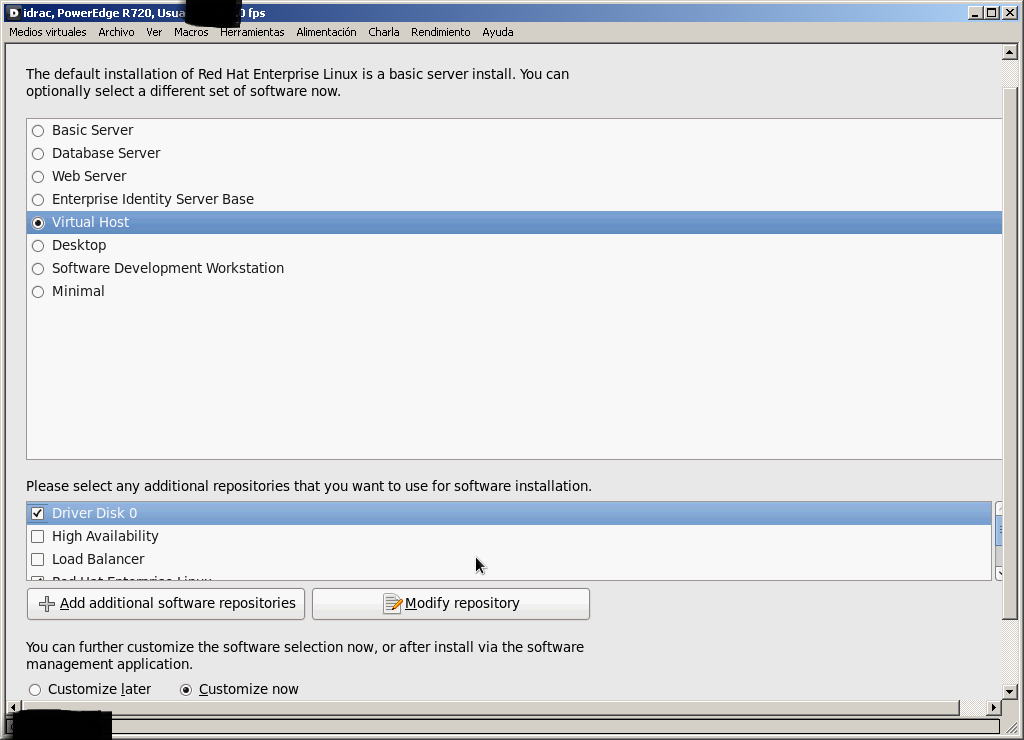 idrac, PowerEdge R720, Usua 0 fps
Medios virtuales Archivo Ver Macros Herramientas Alimentación Charla Rendimiento Ayuda
The default installation of Red Hat Enterprise Linux is a basic server install. You can
optionally select a different set of software now.
Basic Server
Database Server
Web Server
Enterprise Identity Server Base
Virtual Host
Desktop
Software Development Workstation
Minimal
Please select any additional repositories that you want to use for software installation.
Driver Disk 0
High Availability
Load Balancer
Red Hat Enterprise Linux
Add additional software repositories Modify repository
You can further customize the software selection now, or after install via the software
management application.
Customize later Customize now